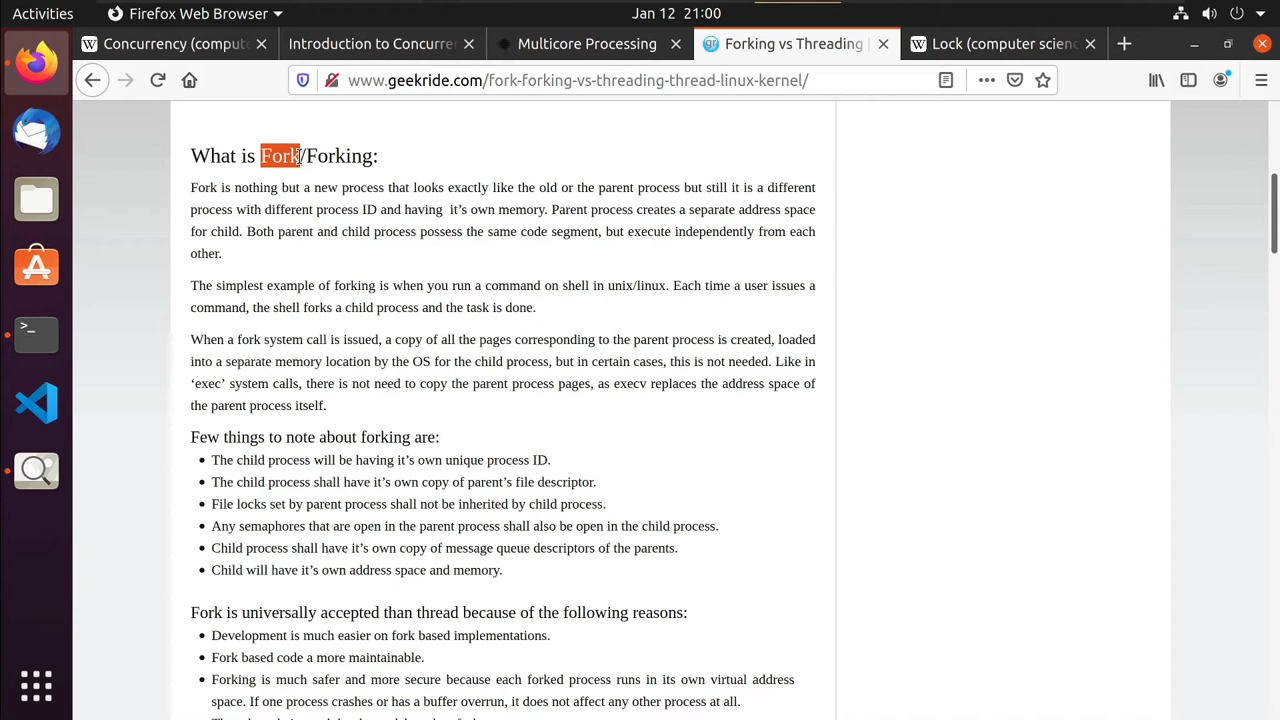 Activities
Firefox Web Browser
Jan 12 21:00
Concurrency (compute
Introduction to Concurre
Multicore Processing
Forking vs Threading
Lock (computer scienc
www.geekride.com/fork-forking-vs-threading-thread-linux-kernel/
What is Fork/Forking:
Fork is nothing but a new process that looks exactly like the old or the parent process but still it is a different
process with different process ID and having it’s own memory. Parent process creates a separate address space
for child. Both parent and child process possess the same code segment, but execute independently from each
other.
The simplest example of forking is when you run a command on shell in unix/linux. Each time a user issues a
command, the shell forks a child process and the task is done.
When a fork system call is issued, a copy of all the pages corresponding to the parent process is created, loaded
into a separate memory location by the OS for the child process, but in certain cases, this is not needed. Like in
‘exec’ system calls, there is not need to copy the parent process pages, as execv replaces the address space of
the parent process itself.
Few things to note about forking are:
The child process will be having it’s own unique process ID.
The child process shall have it’s own copy of parent’s file descriptor.
File locks set by parent process shall not be inherited by child process.
Any semaphores that are open in the parent process shall also be open in the child process.
Child process shall have it’s own copy of message queue descriptors of the parents.
Child will have it’s own address space and memory.
Fork is universally accepted than thread because of the following reasons:
Development is much easier on fork based implementations.
Fork based code a more maintainable.
Forking is much safer and more secure because each forked process runs in its own virtual address
space. If one process crashes or has a buffer overrun, it does not affect any other process at all.